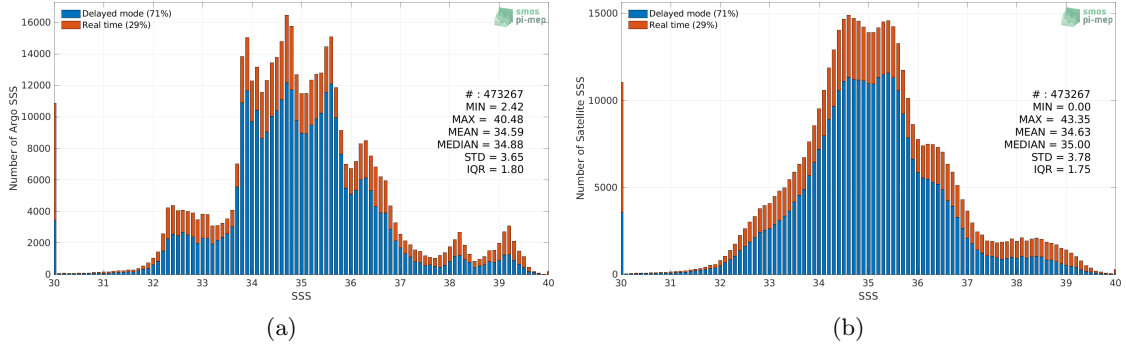 Delayed mode (71%)
Real time (29%)
smos
pi-mep
16000
14000
12000
10000
8000
6000
4000
2000
0
Number of Argo SSS
# : 473267
MIN = 2.42
MAX = 40.48
MEAN = 34.59
MEDIAN = 34.88
STD = 3.65
IQR = 1.80
30 31 32 33 34 35 36 37 38 39 40
SSS
(a)
Delayed mode (71%)
Real time (29%)
smos
pi-mep
15000
10000
5000
0
Number of Satellite SSS
# : 473267
MIN = 0.00
MAX = 43.35
MEAN = 34.63
MEDIAN = 35.00
STD = 3.78
IQR = 1.75
30 31 32 33 34 35 36 37 38 39 40
SSS
(b)